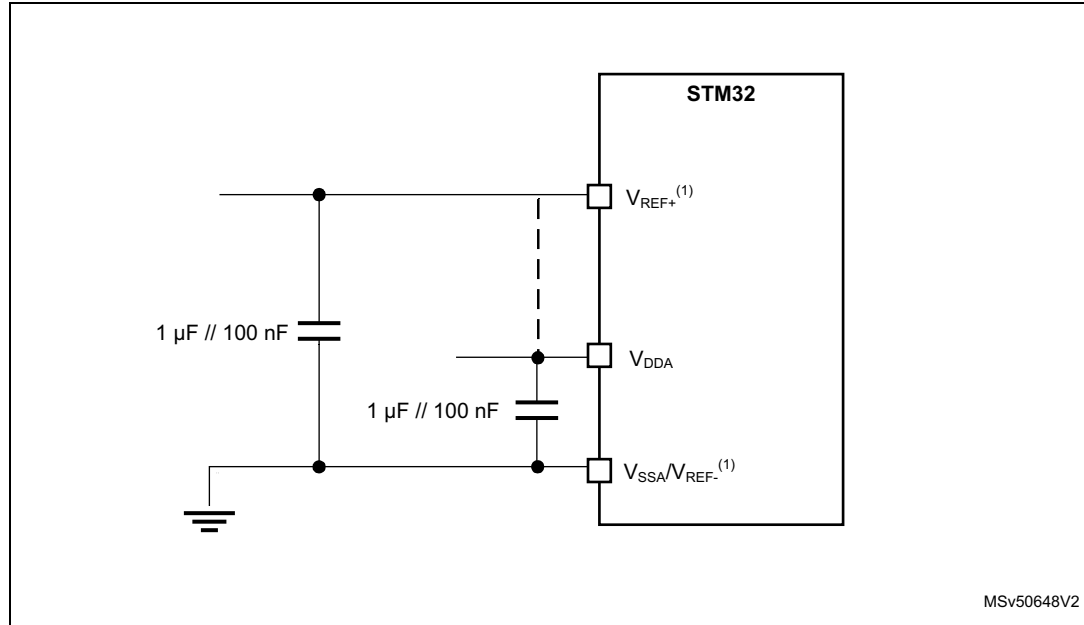 STM32
VREF+(1)
1 µF // 100 nF
VDDA
1 µF // 100 nF
VSSA/VREF-(1)
MSv50648V2